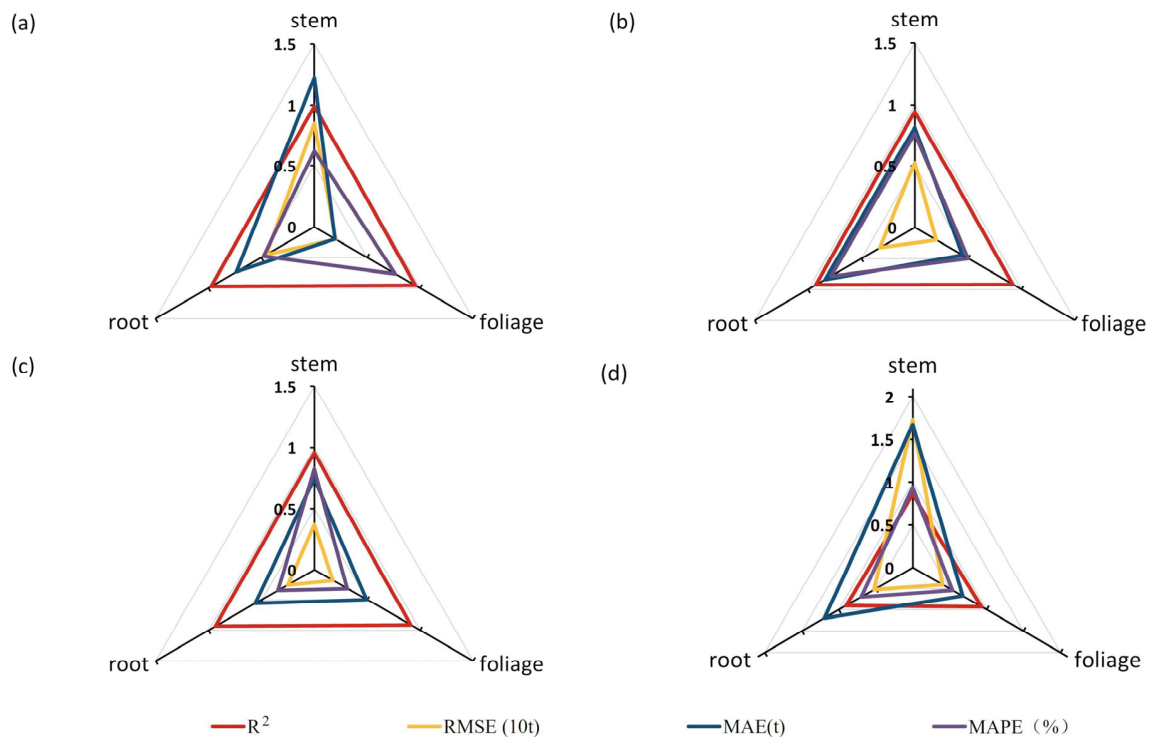 (a)
stem
1.5
1
0.5
0
root
foliage
(b)
stem
1.5
1
0.5
0
root
foliage
(c)
stem
1.5
1
0.5
0
root
foliage
(d)
stem
2
1.5
1
0.5
0
root
foliage
R²
RMSE (10t)
MAE(t)
MAPE（%）